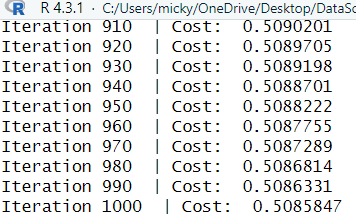 R R 4.3.1 · C:/Users/micky/OneDrive/Desktop/DataSc
Iteration 910 | Cost: 0.5090201
Iteration 920 | Cost: 0.5089705
Iteration 930 | Cost: 0.5089198
Iteration 940 | Cost: 0.5088701
Iteration 950 | Cost: 0.5088222
Iteration 960 | Cost: 0.5087755
Iteration 970 | Cost: 0.5087289
Iteration 980 | Cost: 0.5086814
Iteration 990 | Cost: 0.5086331
Iteration 1000 | Cost: 0.5085847